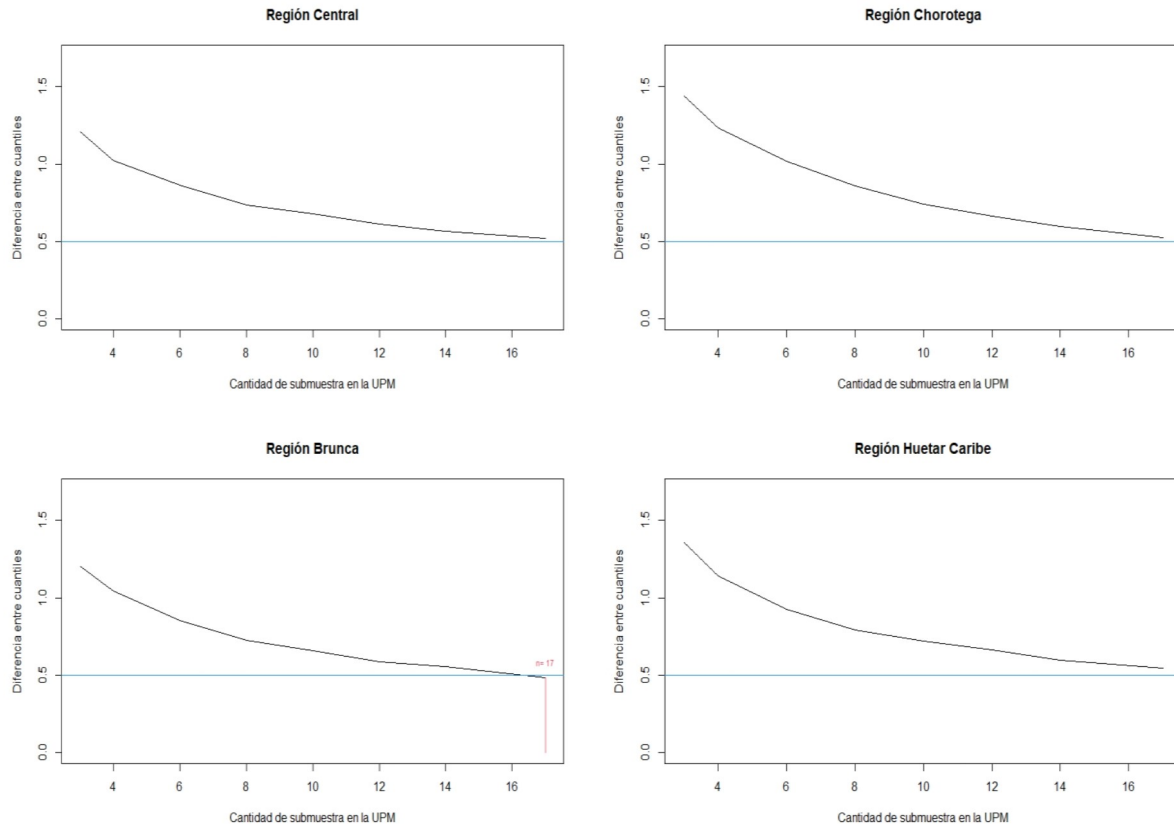 Región Central
Diferencia entre cuantiles
0.0 0.5 1.0 1.5
4 6 8 10 12 14 16
Cantidad de submuestra en la UPM
Región Chorotega
Diferencia entre cuantiles
0.0 0.5 1.0 1.5
4 6 8 10 12 14 16
Cantidad de submuestra en la UPM
Región Brunca
Diferencia entre cuantiles
0.0 0.5 1.0 1.5
n= 17
4 6 8 10 12 14 16
Cantidad de submuestra en la UPM
Región Huetar Caribe
Diferencia entre cuantiles
0.0 0.5 1.0 1.5
4 6 8 10 12 14 16
Cantidad de submuestra en la UPM